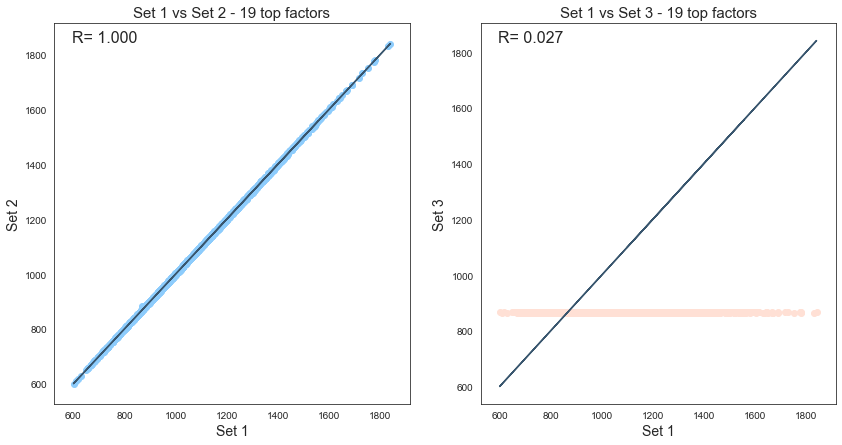 Set 1 vs Set 2 - 19 top factors
R= 1.000
1800
1600
1400
1200
1000
800
600
Set 2
600 800 1000 1200 1400 1600 1800
Set 1
Set 1 vs Set 3 - 19 top factors
R= 0.027
1800
1600
1400
1200
1000
800
600
Set 3
600 800 1000 1200 1400 1600 1800
Set 1